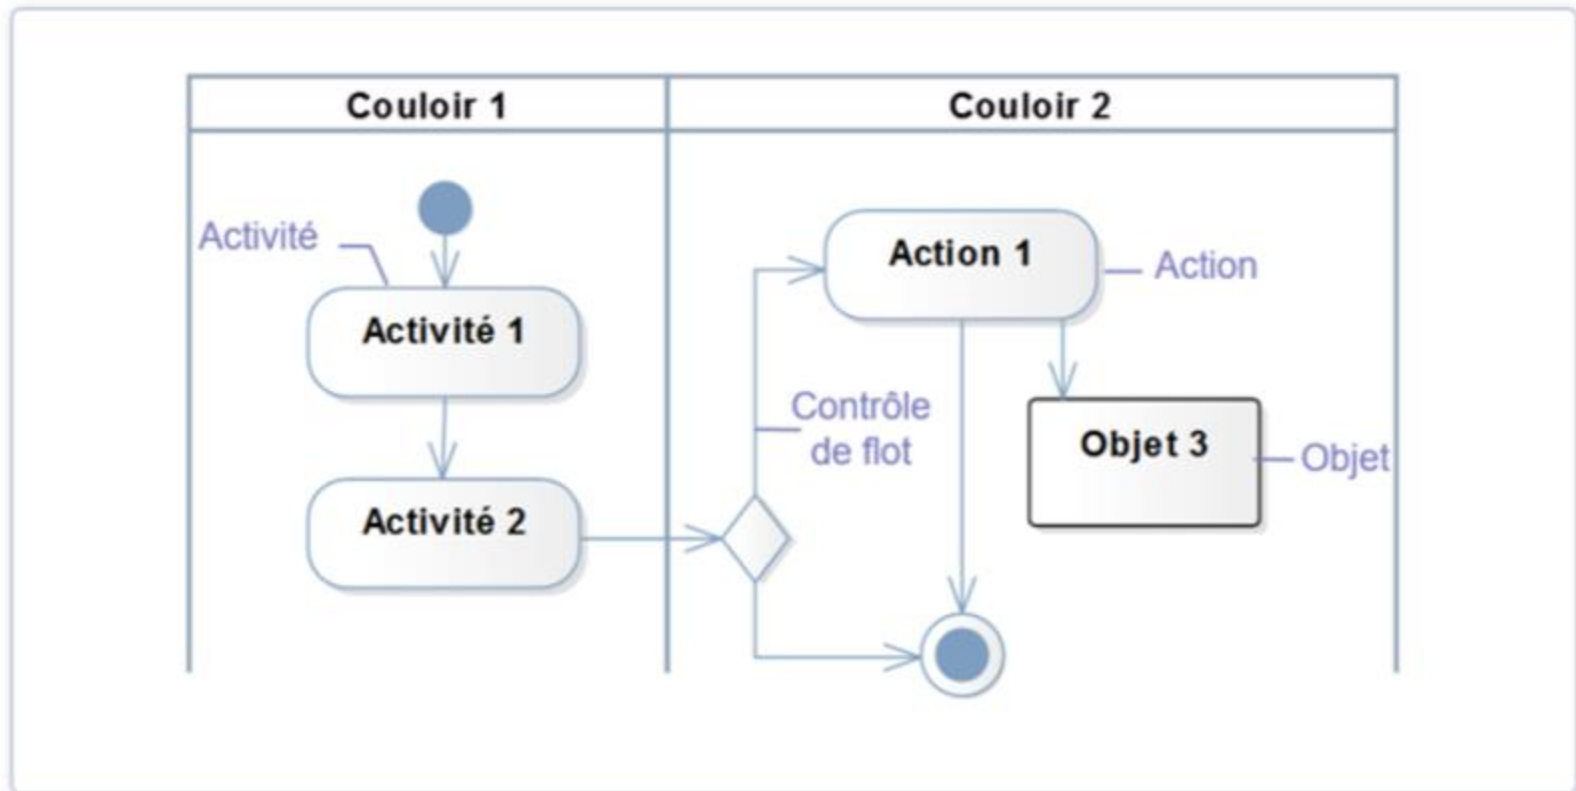 Couloir 1
Couloir 2
Activité
Activité 1
Activité 2
Action 1
Action
Contrôle
de flot
Objet 3
Objet